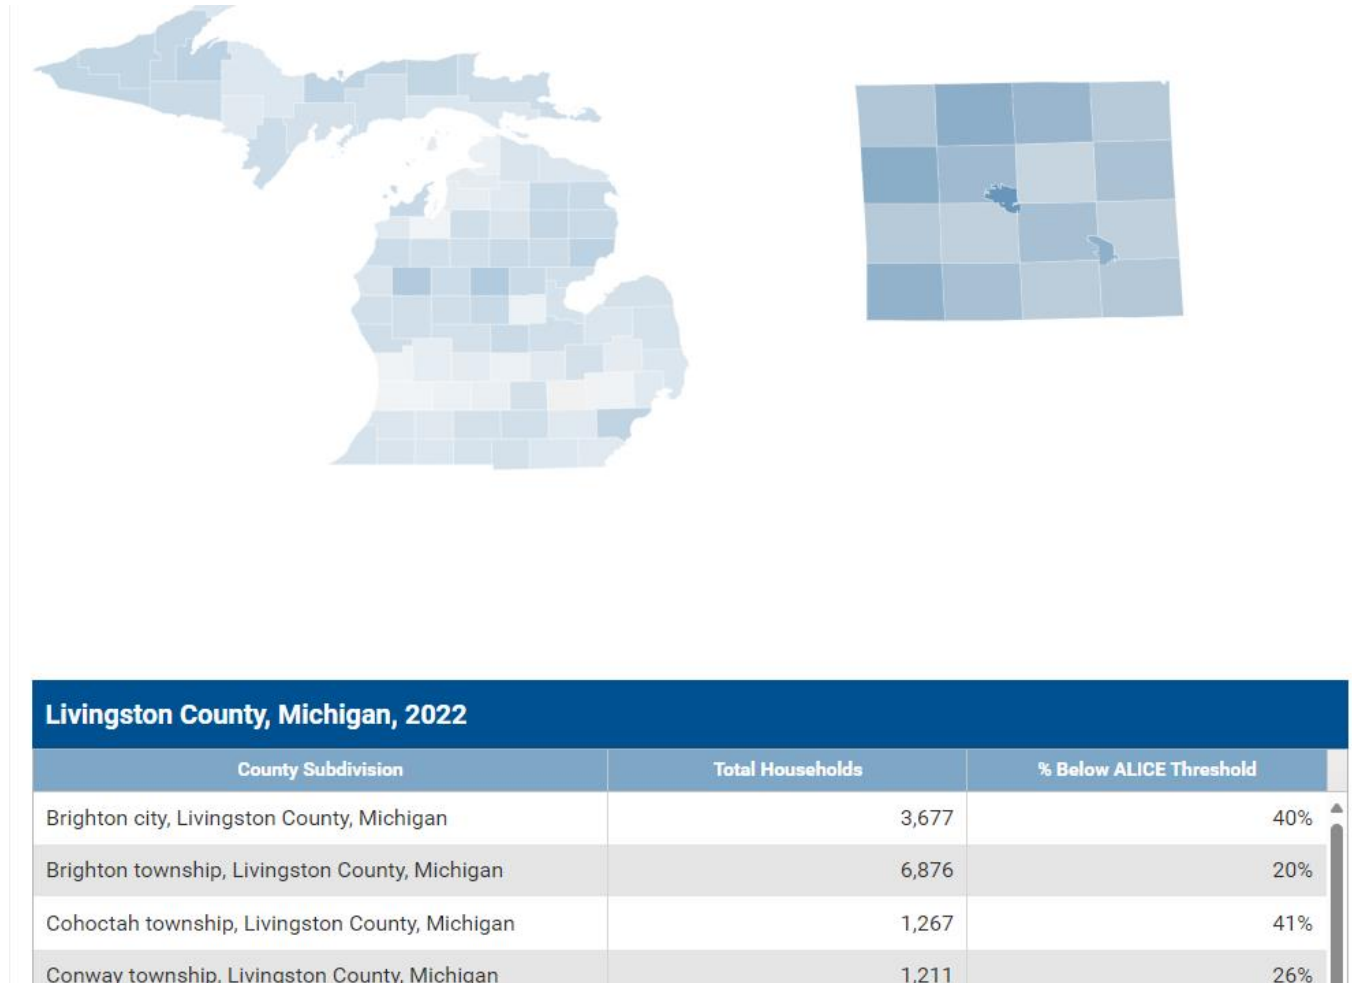 Livingston County, Michigan, 2022
County Subdivision Total Households % Below ALICE Threshold
Brighton city, Livingston County, Michigan 3,677 40%
Brighton township, Livingston County, Michigan 6,876 20%
Cohoctah township, Livingston County, Michigan 1,267 41%
Conway township, Livingston County, Michigan 1,211 26%